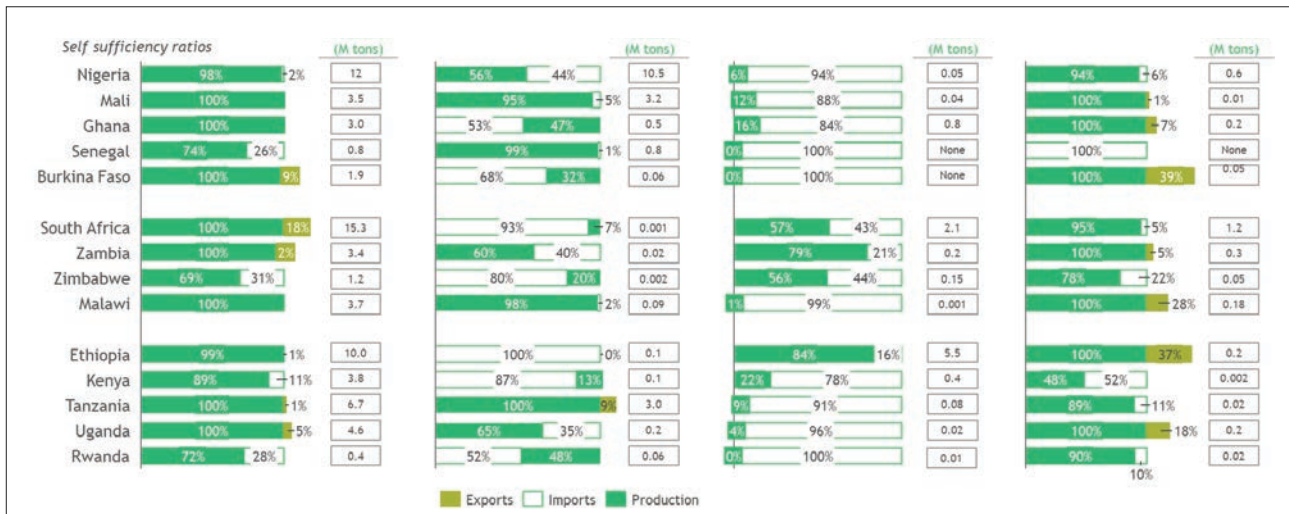 Self sufficiency ratios (M tons) (M tons) (M tons) (M tons)
Nigeria 98% 2% 12 56% 44% 10.5 6% 94% 0.05 94% 6% 0.6
Mali 100% 3.5 95% 5% 3.2 12% 88% 0.04 100% 1% 0.01
Ghana 100% 3.0 53% 47% 0.5 16% 84% 0.8 100% 7% 0.2
Senegal 74% 26% 0.8 99% 1% 0.8 0% 100% None 100% None
Burkina Faso 100% 9% 1.9 68% 32% 0.06 0% 100% None 100% 39% 0.05
South Africa 100% 18% 15.3 93% 7% 0.001 57% 43% 2.1 95% 5% 1.2
Zambia 100% 2% 3.4 60% 40% 0.02 79% 21% 0.2 100% 5% 0.3
Zimbabwe 69% 31% 1.2 80% 20% 0.002 56% 44% 0.15 78% 22% 0.05
Malawi 100% 3.7 98% 2% 0.09 1% 99% 0.001 100% 28% 0.18
Ethiopia 99% 1% 10.0 100% 0% 0.1 84% 16% 5.5 100% 37% 0.2
Kenya 89% 11% 3.8 87% 13% 0.1 22% 78% 0.4 48% 52% 0.002
Tanzania 100% 1% 6.7 100% 9% 3.0 9% 91% 0.08 89% 11% 0.02
Uganda 100% 5% 4.6 65% 35% 0.2 4% 96% 0.02 100% 18% 0.2
Rwanda 72% 28% 0.4 52% 48% 0.06 0% 100% 0.01 90% 10% 0.02
Exports Imports Production